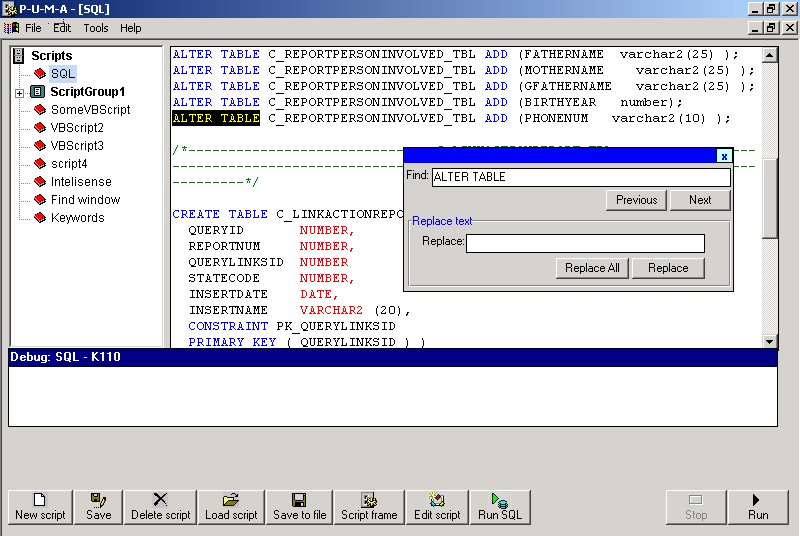 P-U-M-A - [SQL]
File Edit Tools Help
Scripts
SQL
ScriptGroup1
SomeVBScript
VBScript2
VBScript3
script4
Intelisense
Find window
Keywords
ALTER TABLE C_REPORTPERSONINVOLVED_TBL ADD (FATHERNAME varchar2(25) );
ALTER TABLE C_REPORTPERSONINVOLVED_TBL ADD (MOTHERNAME varchar2(25) );
ALTER TABLE C_REPORTPERSONINVOLVED_TBL ADD (GFATHERNAME varchar2(25) );
ALTER TABLE C_REPORTPERSONINVOLVED_TBL ADD (BIRTHYEAR number);
ALTER TABLE C_REPORTPERSONINVOLVED_TBL ADD (PHONENUM varchar2(10) );
/*-------------------------------
---------*/
CREATE TABLE C_LINKACTIONREPO
QUERYID NUMBER,
REPORTNUM NUMBER,
QUERYLINKSID NUMBER
STATECODE NUMBER,
INSERTDATE DATE,
INSERTNAME VARCHAR2 (20),
CONSTRAINT PK_QUERYLINKSID
PRIMARY KEY ( QUERYLINKSID ) )
x
Find: ALTER TABLE
Previous Next
Replace text
Replace:
Replace All Replace
Debug: SQL - K110
New script Save Delete script Load script Save to file Script frame Edit script Run SQL Stop Run